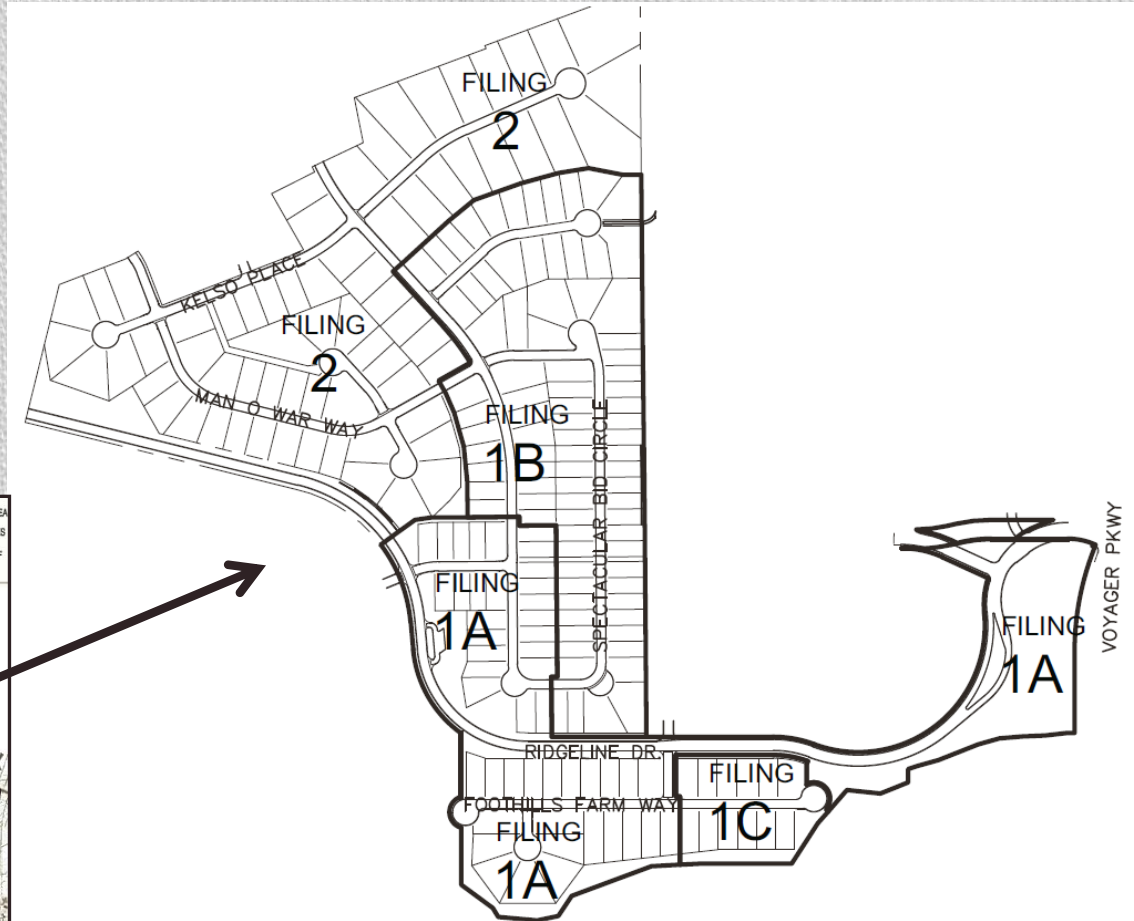 FILING
2
KELSO PLACE
FILING
2
MAN O WAR WAY
FILING
1B
SPECTACULAR BID CIRCLE
FILING
1A
VOYAGER PKWY
FILING
1A
RIDGELINE DR.
FILING
1C
FOOTHILLS FARM WAY
FILING
1A